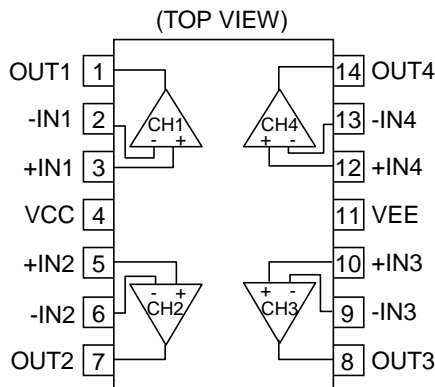 (TOP VIEW)
OUT1 1 14 OUT4
-IN1 2 CH1 CH4 13 -IN4
- + + -
+IN1 3 12 +IN4
VCC 4 11 VEE
+IN2 5 10 +IN3
- + + -
-IN2 6 CH2 CH3 9 -IN3
OUT2 7 8 OUT3